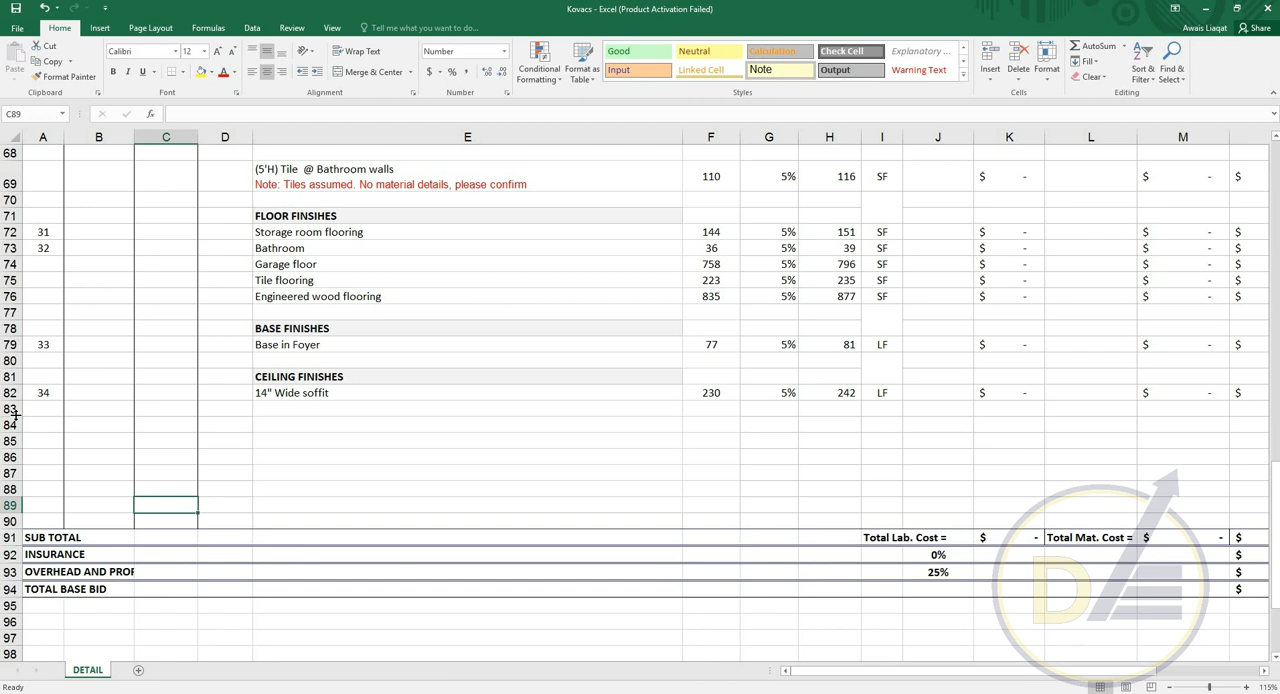 Kovacs - Excel (Product Activation Failed)
File Home Insert Page Layout Formulas Data Review View Tell me what you want to do... Awais Liaqat Share
Paste Cut Copy Format Painter Clipboard
Calibri 12 B I U Font
Wrap Text Merge & Center Alignment
Number $ % Number
Conditional Formatting Format as Table
Good Neutral Calculation Check Cell Explanatory ...
Input Linked Cell Note Output Warning Text
Styles
Insert Delete Format Cells
AutoSum Fill Clear Sort & Filter Find & Select Editing
C89 fx
A B C D E F G H I J K L M
68
69 (5'H) Tile @ Bathroom walls 110 5% 116 SF $ - $ - $
Note: Tiles assumed. No material details, please confirm
70
71 FLOOR FINSIHES
72 31 Storage room flooring 144 5% 151 SF $ - $ - $
73 32 Bathroom 36 5% 39 SF $ - $ - $
74 Garage floor 758 5% 796 SF $ - $ - $
75 Tile flooring 223 5% 235 SF $ - $ - $
76 Engineered wood flooring 835 5% 877 SF $ - $ - $
77
78 BASE FINISHES
79 33 Base in Foyer 77 5% 81 LF $ - $ - $
80
81 CEILING FINISHES
82 34 14" Wide soffit 230 5% 242 LF $ - $ - $
83
84
85
86
87
88
89
90
91 SUB TOTAL Total Lab. Cost = $ - Total Mat. Cost = $ - $
92 INSURANCE 0% $
93 OVERHEAD AND PROF 25% $
94 TOTAL BASE BID $
95
96
97
98
DETAIL
Ready 115%